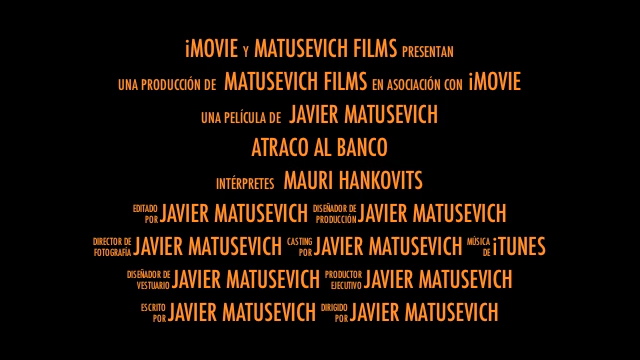 iMOVIE Y MATUSEVICH FILMS PRESENTAN
UNA PRODUCCIÓN DE MATUSEVICH FILMS EN ASOCIACIÓN CON iMOVIE
UNA PELÍCULA DE JAVIER MATUSEVICH
ATRACO AL BANCO
INTÉRPRETES MAURI HANKOVITS
EDITADO POR JAVIER MATUSEVICH DISEÑADOR DE PRODUCCIÓN JAVIER MATUSEVICH
DIRECTOR DE FOTOGRAFÍA JAVIER MATUSEVICH CASTING POR JAVIER MATUSEVICH MÚSICA DE iTUNES
DISEÑADOR DE VESTUARIO JAVIER MATUSEVICH PRODUCTOR EJECUTIVO JAVIER MATUSEVICH
ESCRITO POR JAVIER MATUSEVICH DIRIGIDO POR JAVIER MATUSEVICH